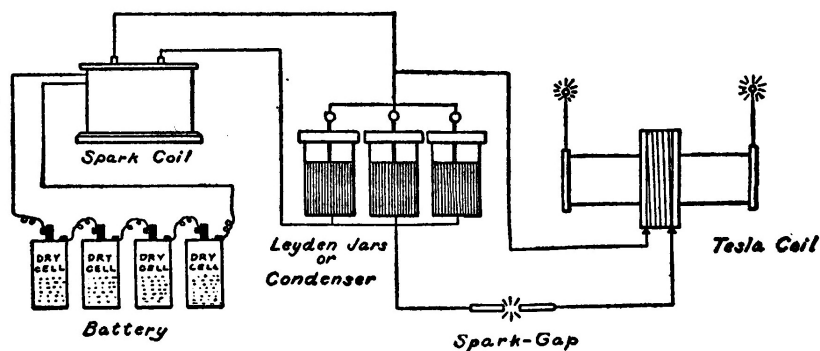 Spark Coil
DRY
CELL
DRY
CELL
DRY
CELL
DRY
CELL
Battery
Leyden Jars
or
Condenser
Tesla Coil
Spark-Gap